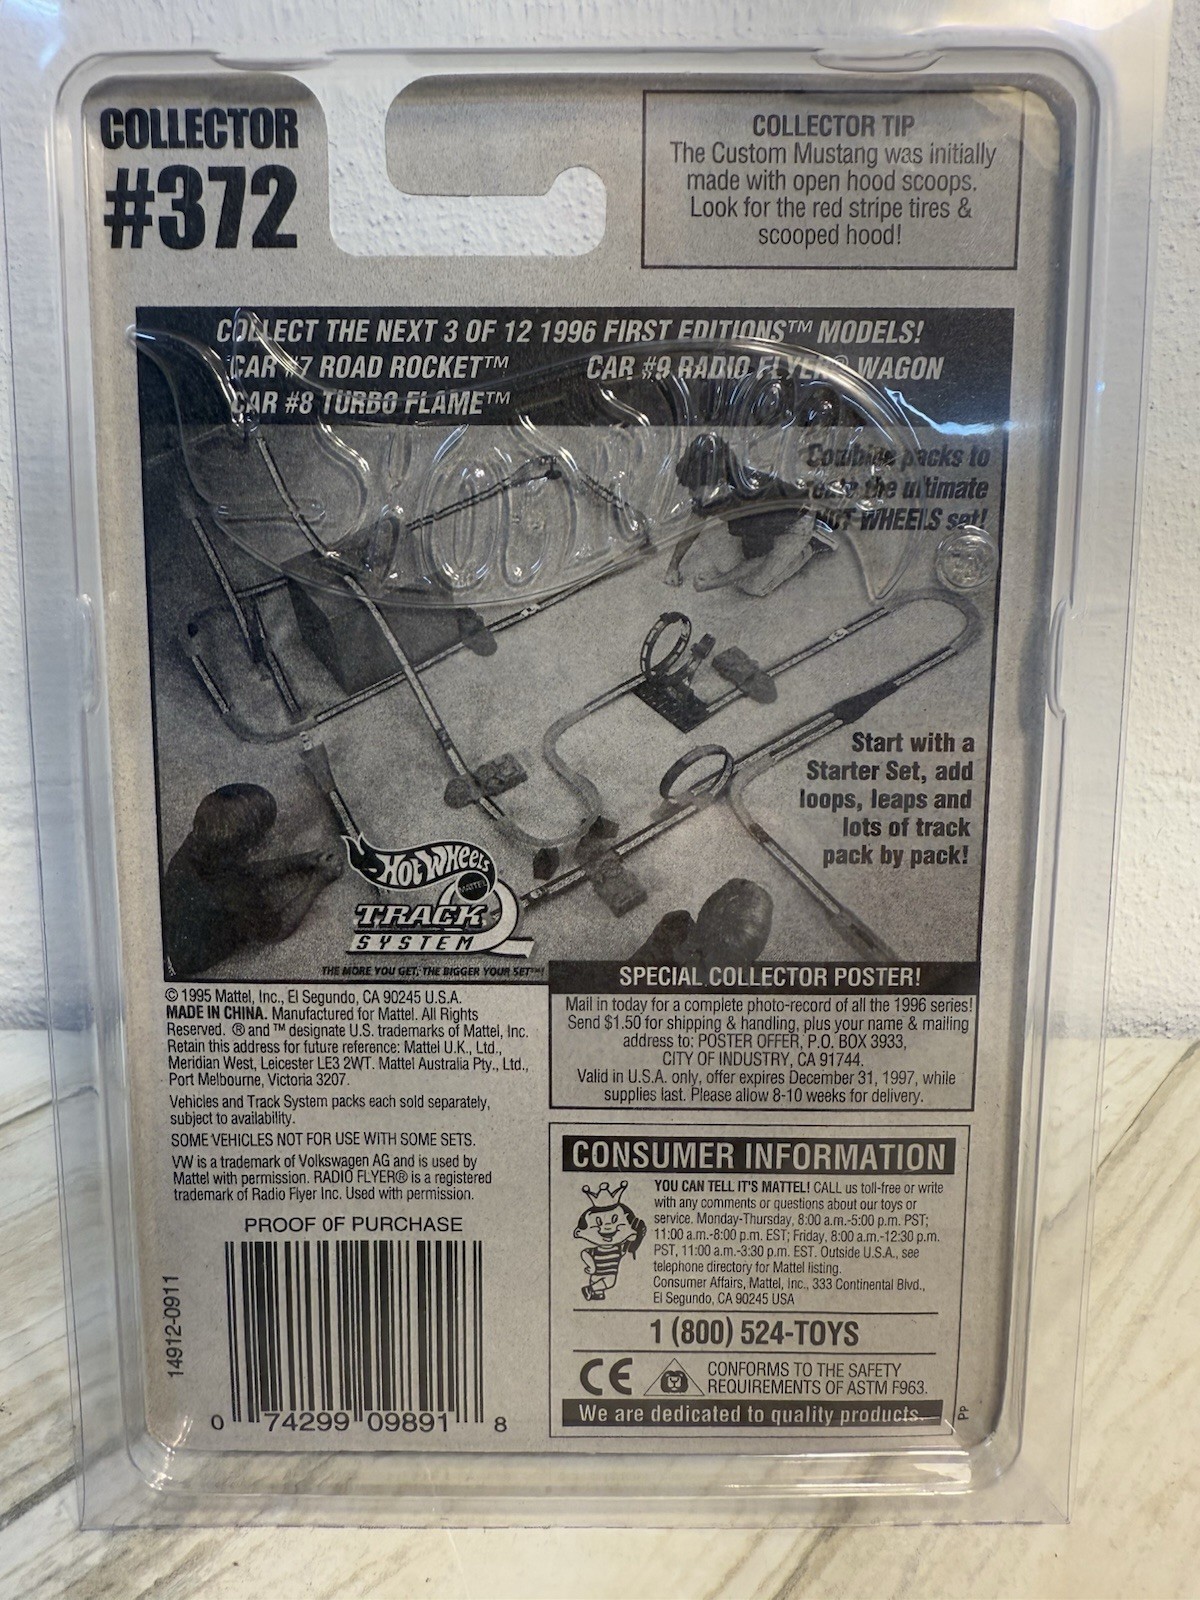 COLLECTOR
#372
COLLECTOR TIP
The Custom Mustang was initially
made with open hood scoops.
Look for the red stripe tires &
scooped hood!
COLLECT THE NEXT 3 OF 12 1996 FIRST EDITIONS™ MODELS!
CAR #7 ROAD ROCKET™
CAR #9 RADIO FLYER® WAGON
CAR #8 TURBO FLAME™
Combine packs to
the ultimate
HOT WHEELS set!
Start with a
Starter Set, add
loops, leaps and
lots of track
pack by pack!
HOT WHEELS
MATTEL
TRACK
SYSTEM
THE MORE YOU GET, THE BIGGER YOUR SET™!
© 1995 Mattel, Inc., El Segundo, CA 90245 U.S.A.
MADE IN CHINA. Manufactured for Mattel. All Rights
Reserved. ® and ™ designate U.S. trademarks of Mattel, Inc.
Retain this address for future reference: Mattel U.K., Ltd.,
Meridian West, Leicester LE3 2WT. Mattel Australia Pty., Ltd.,
Port Melbourne, Victoria 3207.
Vehicles and Track System packs each sold separately,
subject to availability.
SOME VEHICLES NOT FOR USE WITH SOME SETS.
VW is a trademark of Volkswagen AG and is used by
Mattel with permission. RADIO FLYER® is a registered
trademark of Radio Flyer Inc. Used with permission.
PROOF OF PURCHASE
14912-0911
0 74299 09891 8
SPECIAL COLLECTOR POSTER!
Mail in today for a complete photo-record of all the 1996 series!
Send $1.50 for shipping & handling, plus your name & mailing
address to: POSTER OFFER, P.O. BOX 3933,
CITY OF INDUSTRY, CA 91744.
Valid in U.S.A. only, offer expires December 31, 1997, while
supplies last. Please allow 8-10 weeks for delivery.
CONSUMER INFORMATION
YOU CAN TELL IT'S MATTEL! CALL us toll-free or write
with any comments or questions about our toys or
service. Monday-Thursday, 8:00 a.m.-5:00 p.m. PST;
11:00 a.m.-8:00 p.m. EST; Friday, 8:00 a.m.-12:30 p.m.
PST, 11:00 a.m.-3:30 p.m. EST. Outside U.S.A., see
telephone directory for Mattel listing.
Consumer Affairs, Mattel, Inc., 333 Continental Blvd.,
El Segundo, CA 90245 USA
1 (800) 524-TOYS
CE
CONFORMS TO THE SAFETY
REQUIREMENTS OF ASTM F963.
We are dedicated to quality products.
Pp